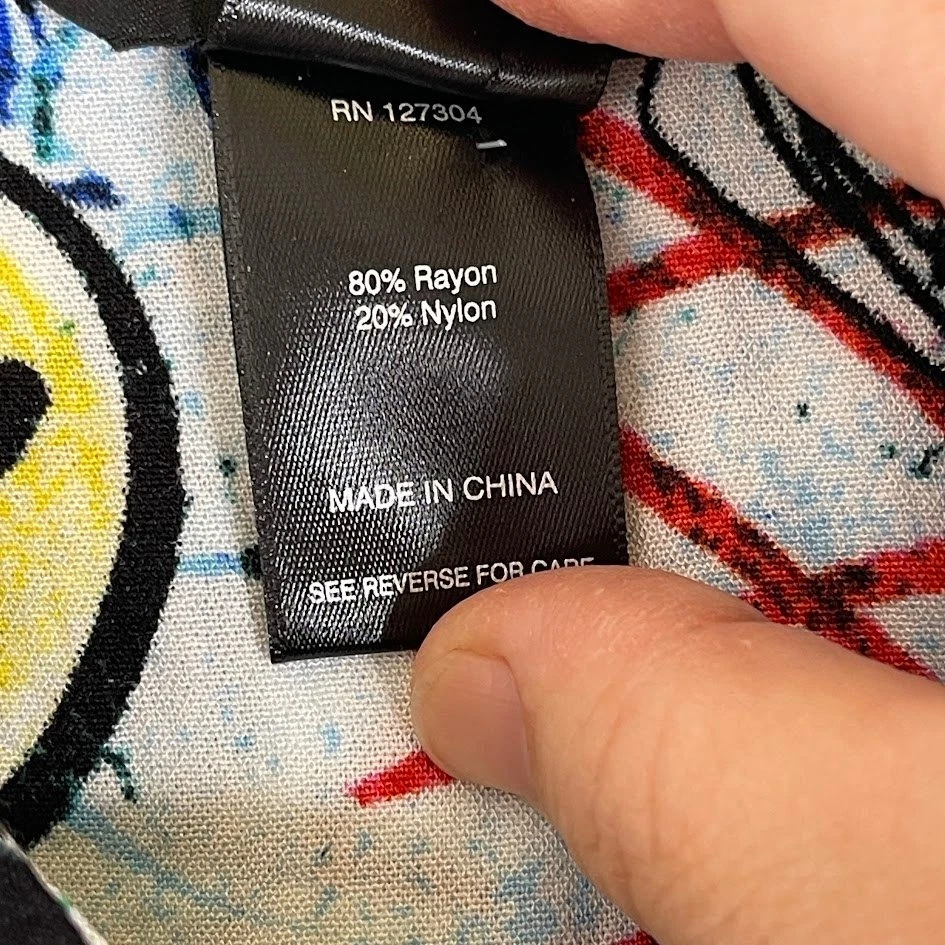 RN 127304
80% Rayon
20% Nylon
MADE IN CHINA
SEE REVERSE FOR CARE